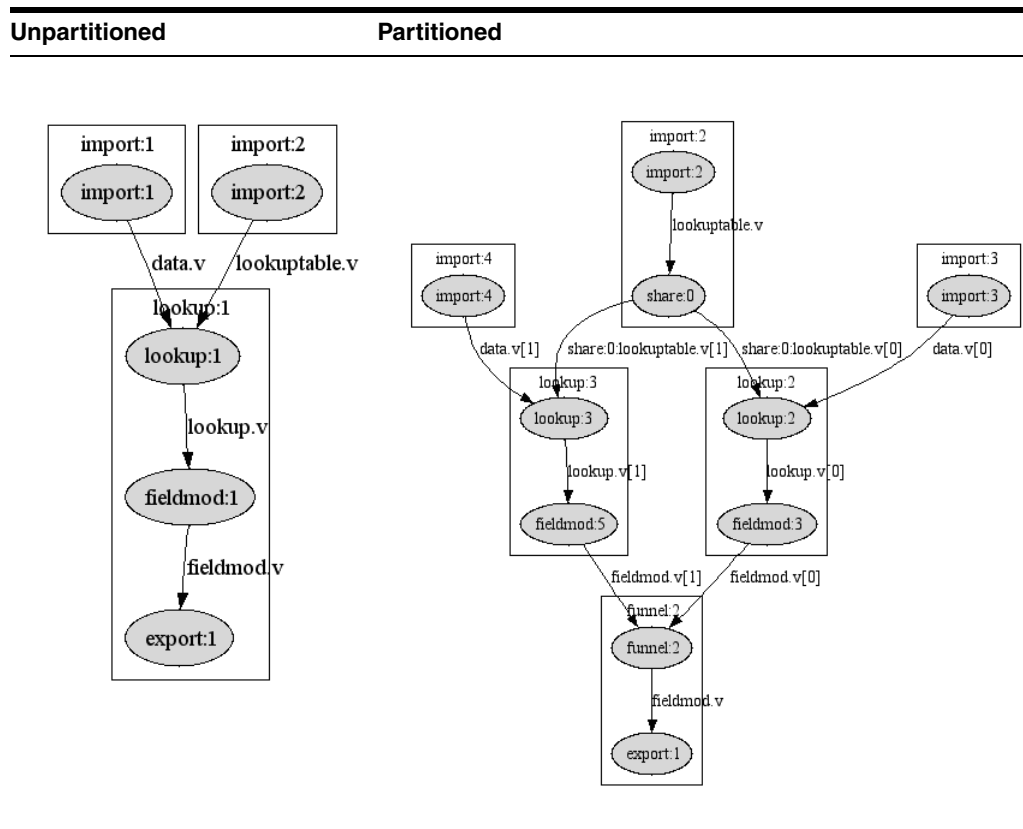 Unpartitioned
Partitioned
import:1
import:1
import:2
import:2
data.v
lookuptable.v
lookup:1
lookup:1
lookup.v
fieldmod:1
fieldmod.v
export:1
import:2
import:2
lookuptable.v
import:4
import:4
share:0
import:3
import:3
data.v[1]
share:0:lookuptable.v[1]
share:0:lookuptable.v[0]
data.v[0]
lookup:3
lookup:3
lookup:2
lookup:2
lookup.v[1]
lookup.v[0]
fieldmod:5
fieldmod:3
fieldmod.v[1]
fieldmod.v[0]
funnel:2
funnel:2
fieldmod.v
export:1